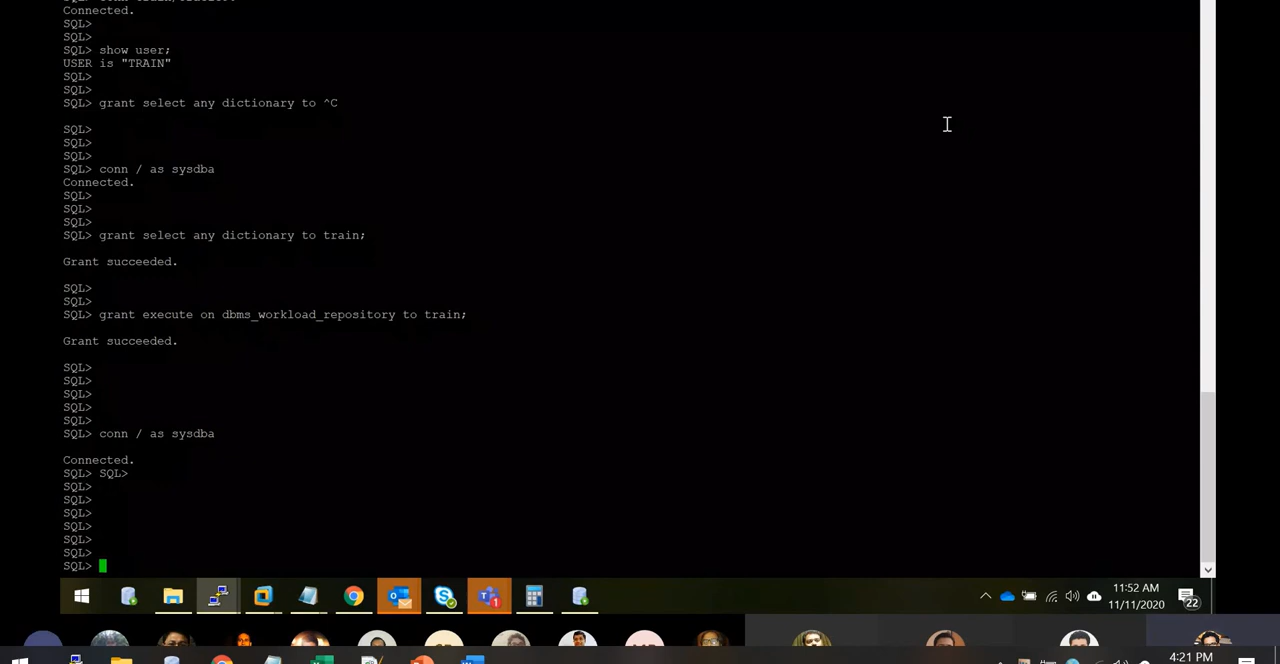 Connected.
SQL>
SQL>
SQL> show user;
USER is "TRAIN"
SQL>
SQL>
SQL> grant select any dictionary to ^C
SQL>
SQL>
SQL>
SQL> conn / as sysdba
Connected.
SQL>
SQL>
SQL>
SQL> grant select any dictionary to train;
Grant succeeded.
SQL>
SQL>
SQL> grant execute on dbms_workload_repository to train;
Grant succeeded.
SQL>
SQL>
SQL>
SQL>
SQL>
SQL> conn / as sysdba
Connected.
SQL> SQL>
SQL>
SQL>
SQL>
SQL>
SQL>
SQL>
SQL>
11:52 AM
11/11/2020
22
1
4:21 PM